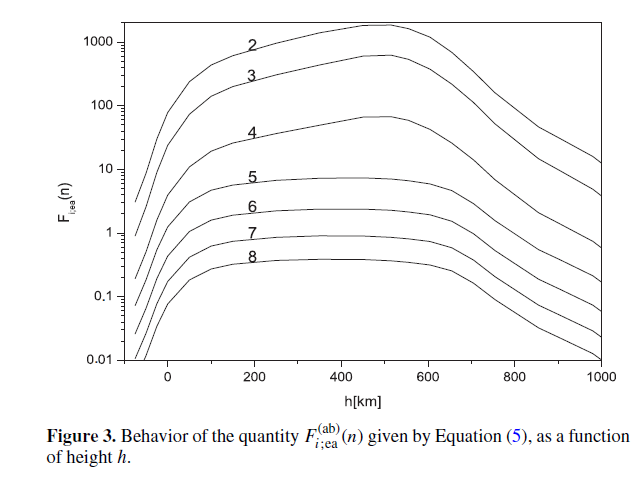 1000
100
10
1
0.1
0.01
F_{i;ea}(n)
2
3
4
5
6
7
8
0 200 400 600 800 1000
h[km]
Figure 3. Behavior of the quantity F_{i;ea}^{(ab)}(n) given by Equation (5), as a function
of height h.